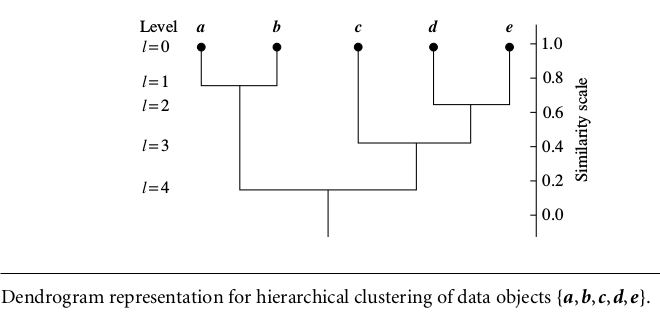 Level a b c d e
l=0 1.0
l=1 0.8
l=2 0.6
l=3 0.4
l=4 0.2
0.0
Similarity scale
Dendrogram representation for hierarchical clustering of data objects {a, b, c, d, e}.